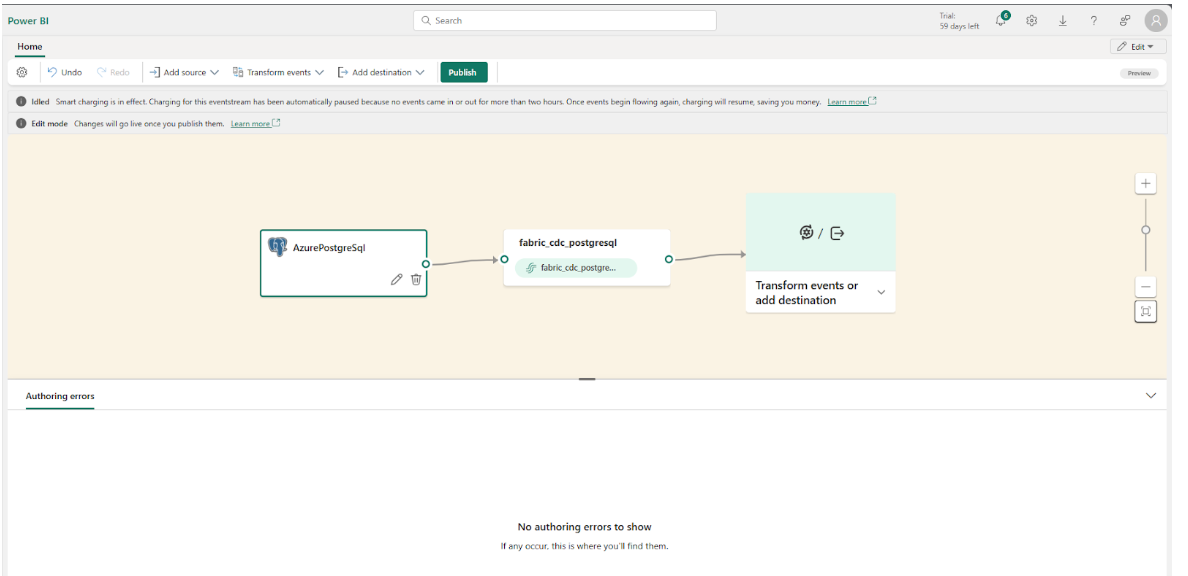 Power BI
Search
Trial:
59 days left
6
?
Home
Edit
Undo
Redo
Add source
Transform events
Add destination
Publish
Preview
Idled Smart charging is in effect. Charging for this eventstream has been automatically paused because no events came in or out for more than two hours. Once events begin flowing again, charging will resume, saving you money. Learn more
Edit mode Changes will go live once you publish them. Learn more
AzurePostgreSql
fabric_cdc_postgresql
fabric_cdc_postgre...
/
Transform events or
add destination
Authoring errors
No authoring errors to show
If any occur, this is where you'll find them.